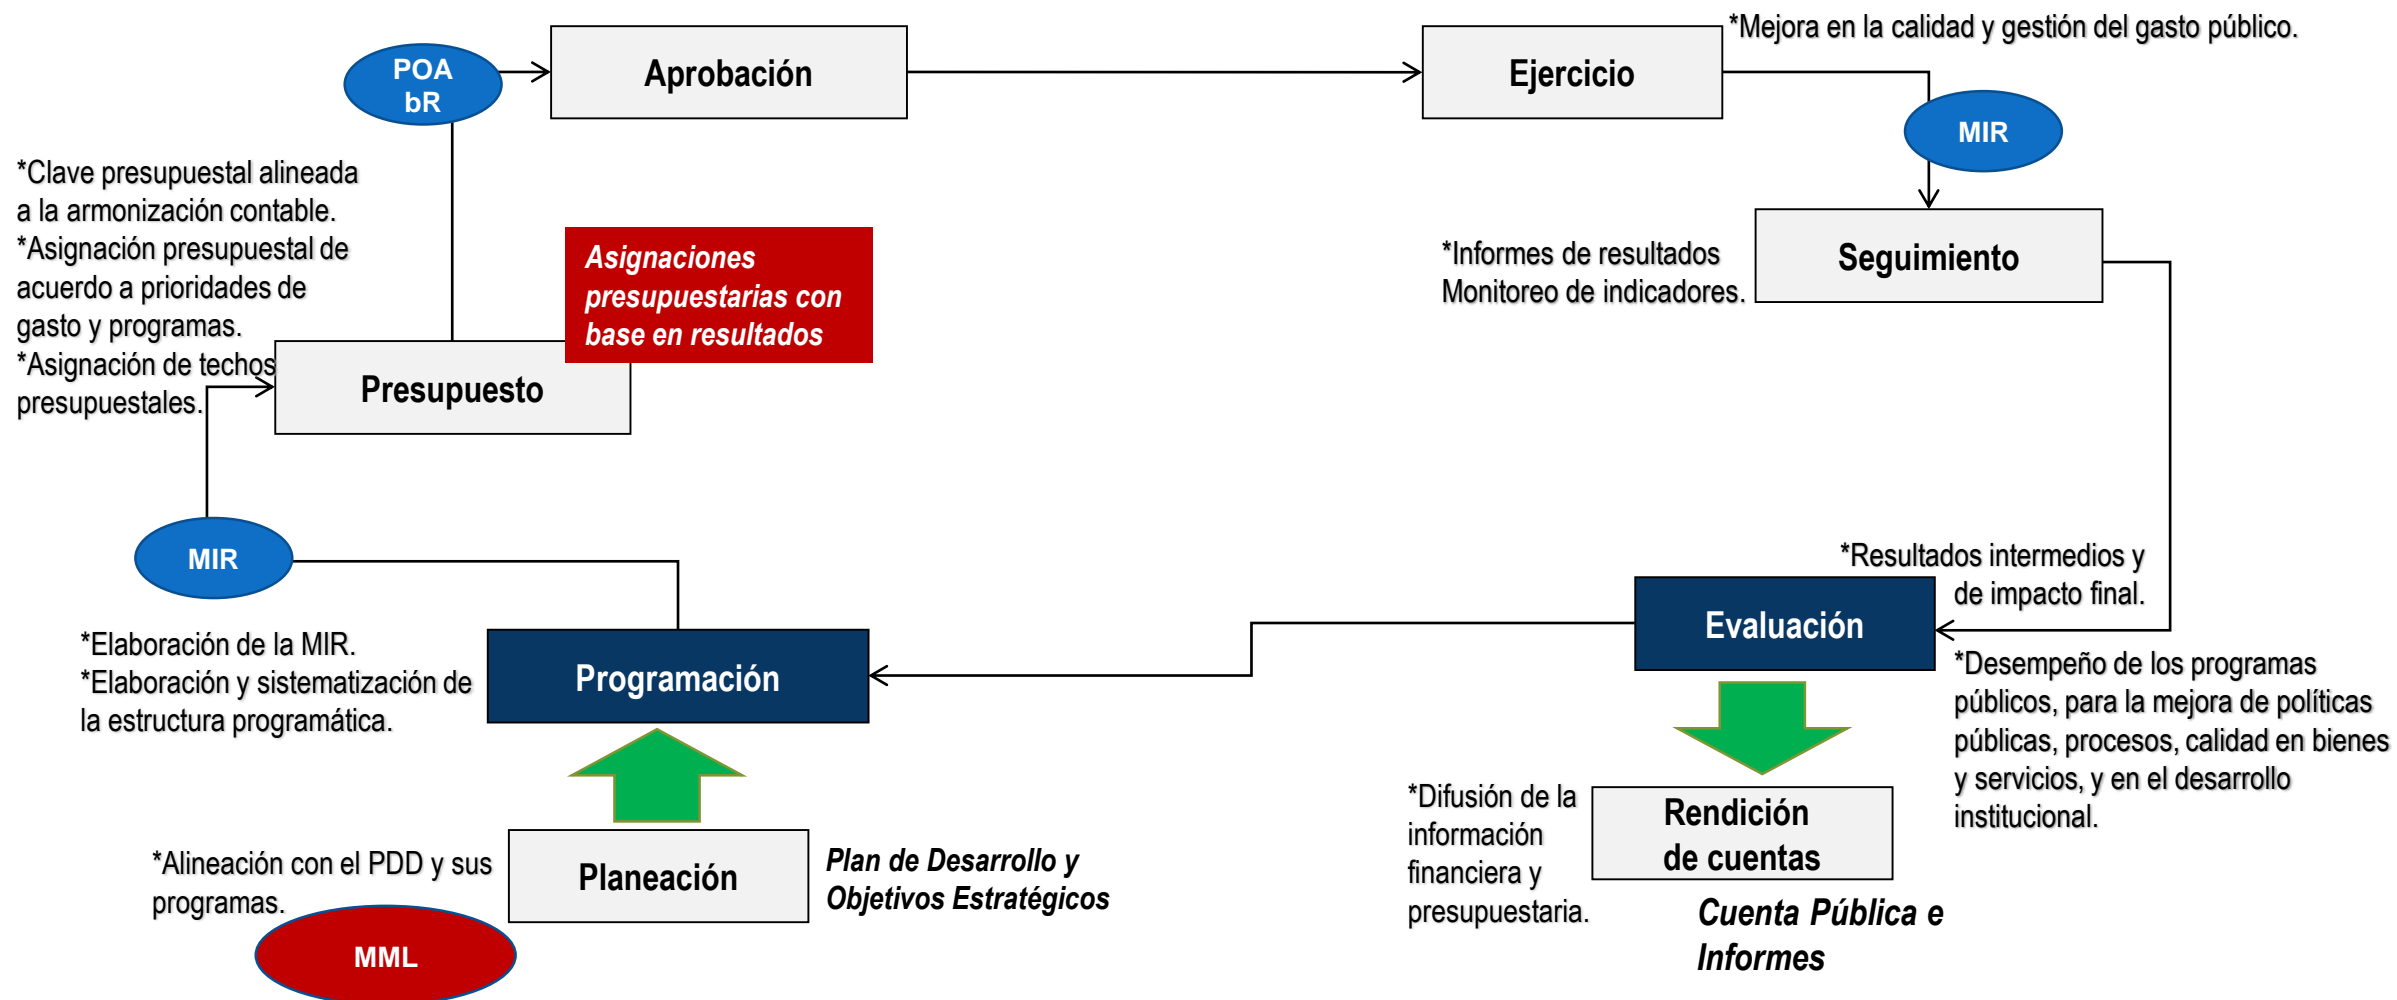 *Mejora en la calidad y gestión del gasto público.
POA
bR
Aprobación
Ejercicio
MIR
*Clave presupuestal alineada
a la armonización contable.
*Asignación presupuestal de
acuerdo a prioridades de
gasto y programas.
*Asignación de techos
presupuestales.
Asignaciones
presupuestarias con
base en resultados
Presupuesto
*Informes de resultados
Monitoreo de indicadores.
Seguimiento
MIR
*Elaboración de la MIR.
*Elaboración y sistematización de
la estructura programática.
Programación
*Resultados intermedios y
de impacto final.
Evaluación
*Desempeño de los programas
públicos, para la mejora de políticas
públicas, procesos, calidad en bienes
y servicios, y en el desarrollo
institucional.
*Alineación con el PDD y sus
programas.
MML
Planeación
Plan de Desarrollo y
Objetivos Estratégicos
*Difusión de la
información
financiera y
presupuestaria.
Rendición
de cuentas
Cuenta Pública e
Informes